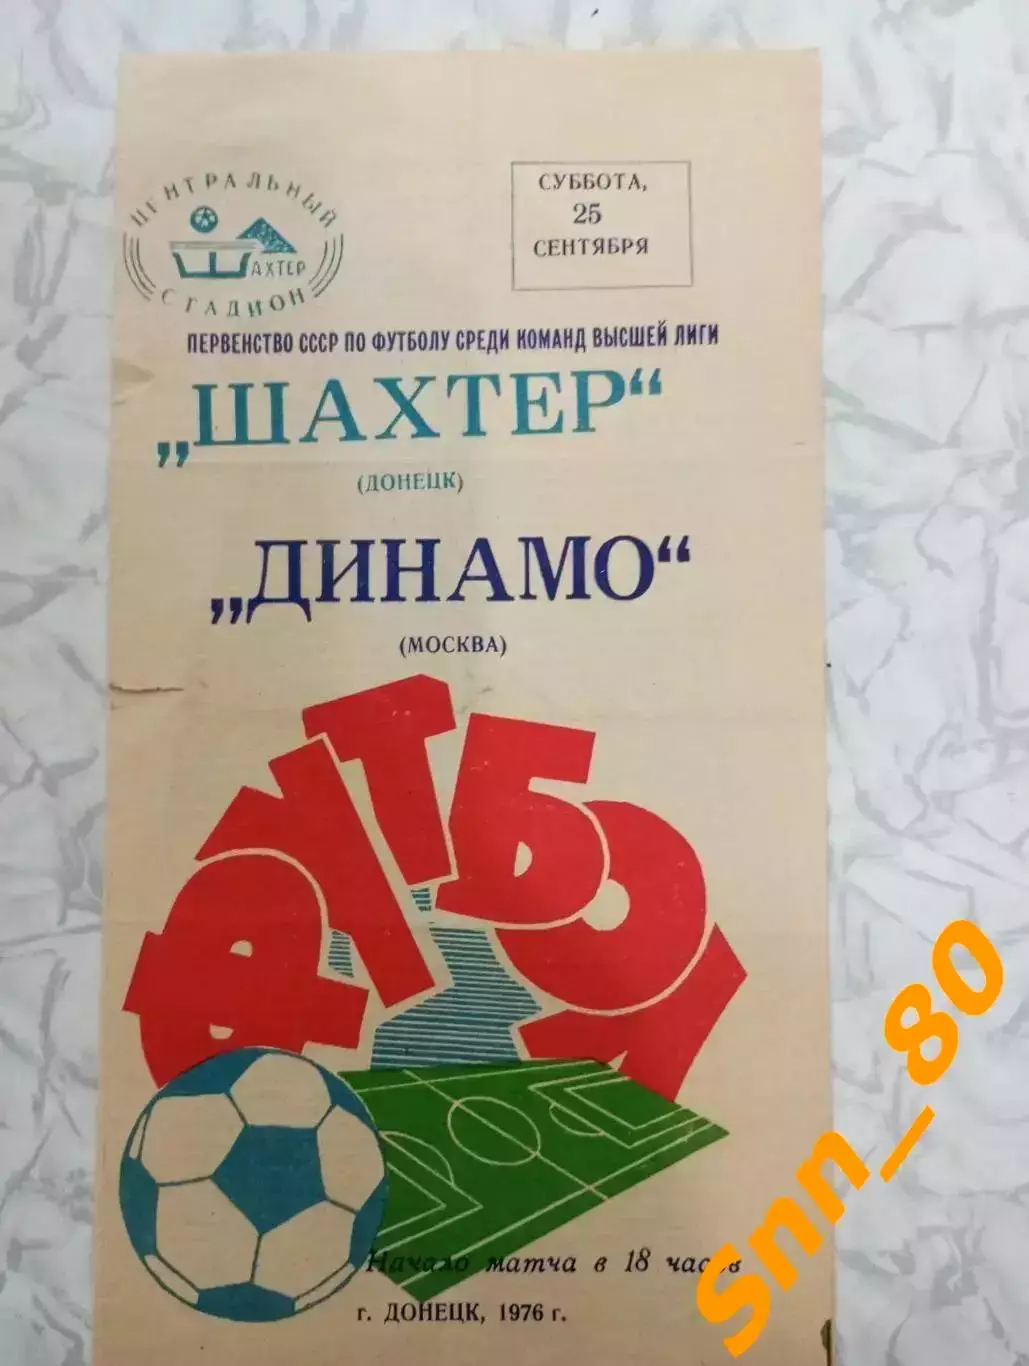 ЦЕНТРАЛЬНЫЙ
ШАХТЕР
СТАДИОН
СУББОТА,
25
СЕНТЯБРЯ
ПЕРВЕНСТВО СССР ПО ФУТБОЛУ СРЕДИ КОМАНД ВЫСШЕЙ ЛИГИ
„ШАХТЕР“
(ДОНЕЦК)
„ДИНАМО“
(МОСКВА)
ФУТБОЛ
Начало матча в 18 часов
г. ДОНЕЦК, 1976 г.
Snn_80